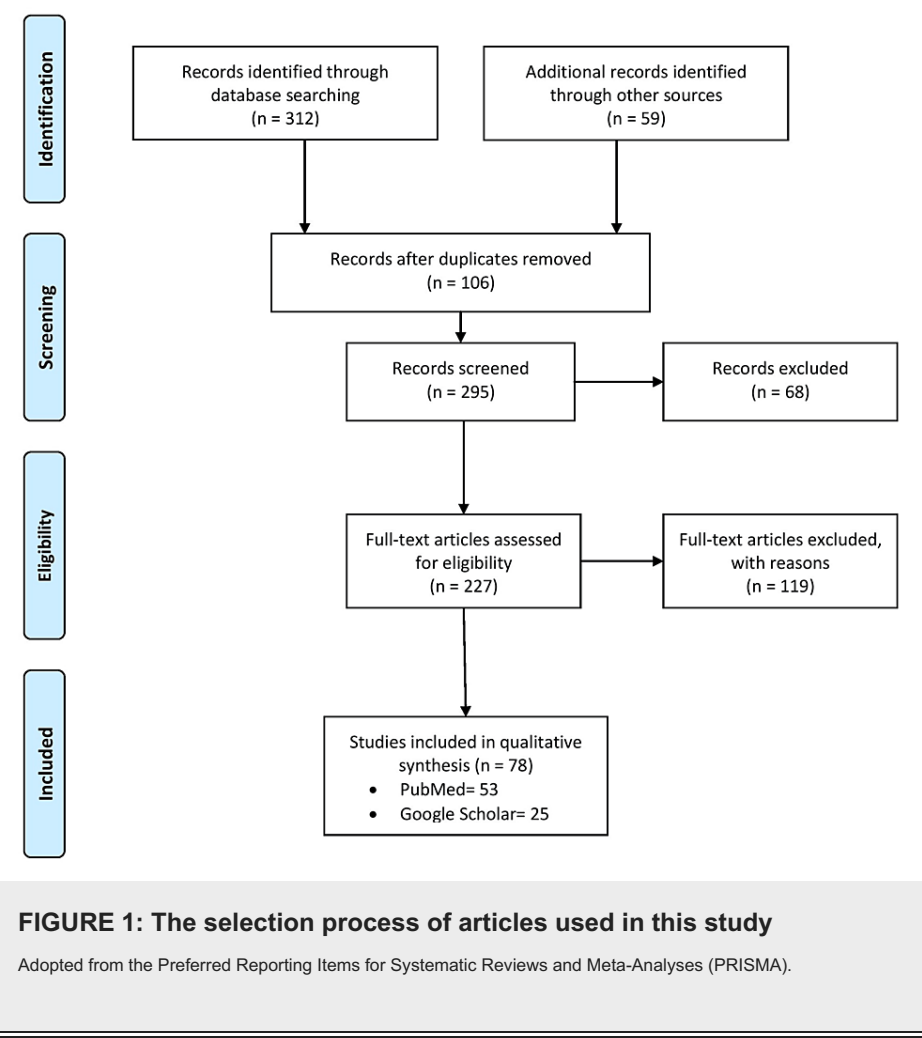 Identification
Records identified through
database searching
(n = 312)
Additional records identified
through other sources
(n = 59)
Screening
Records after duplicates removed
(n = 106)
Records screened
(n = 295)
Records excluded
(n = 68)
Eligibility
Full-text articles assessed
for eligibility
(n = 227)
Full-text articles excluded,
with reasons
(n = 119)
Included
Studies included in qualitative
synthesis (n = 78)
• PubMed= 53
• Google Scholar= 25
FIGURE 1: The selection process of articles used in this study
Adopted from the Preferred Reporting Items for Systematic Reviews and Meta-Analyses (PRISMA).